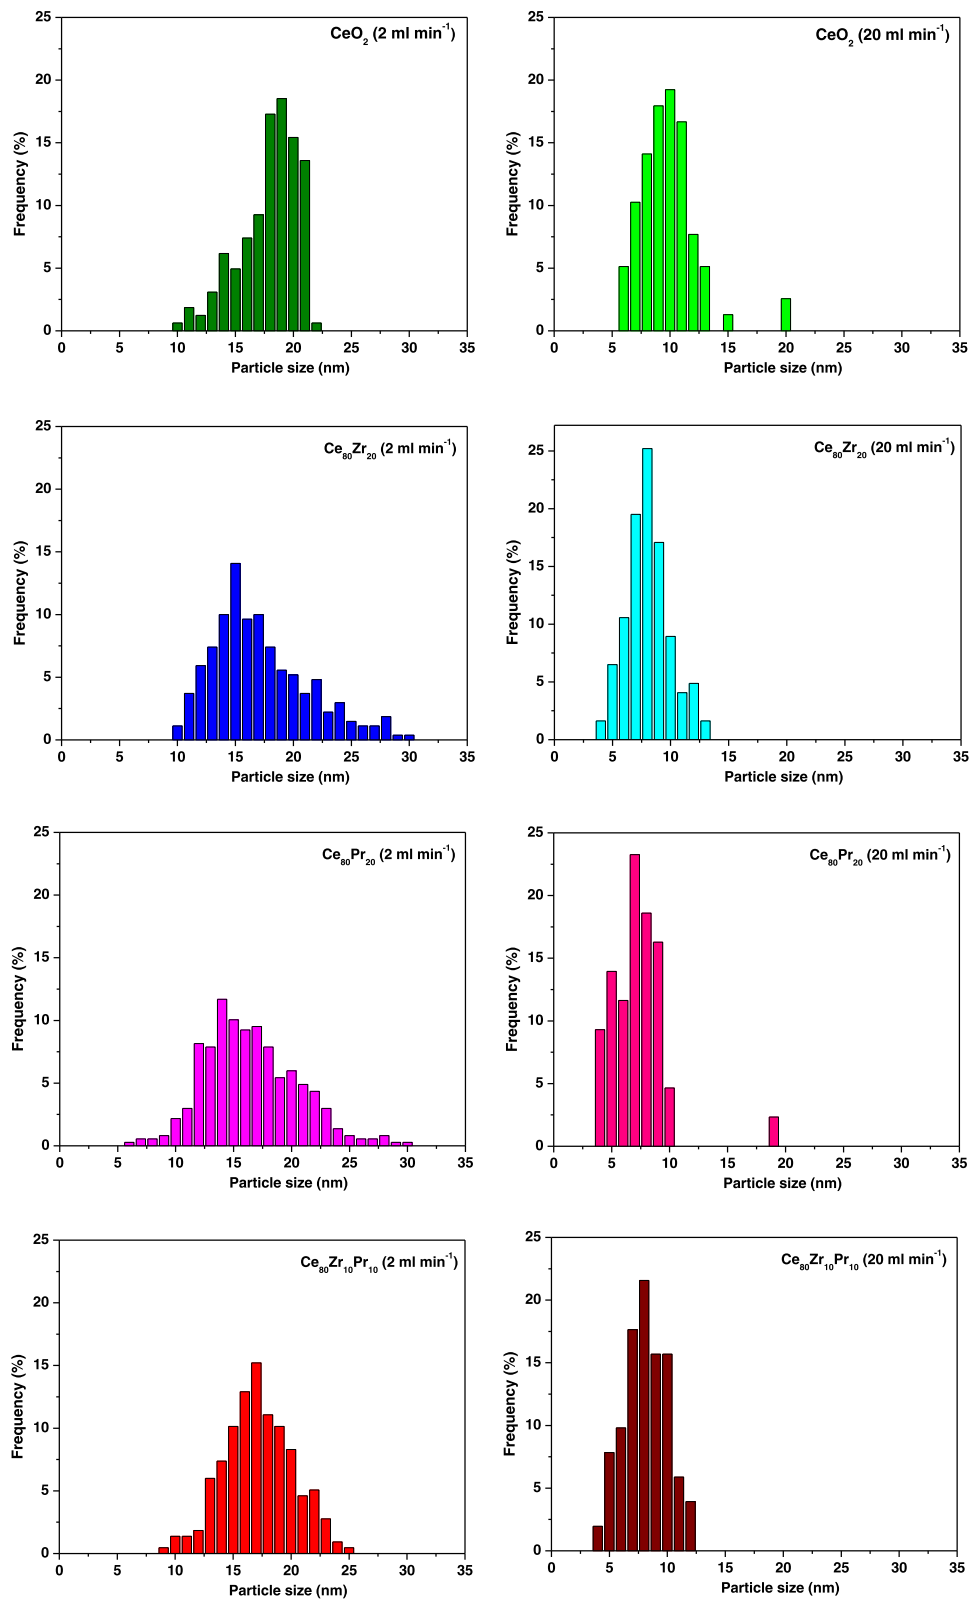 CeO2 (2 ml min-1)
Frequency (%)
25
20
15
10
5
0
0 5 10 15 20 25 30 35
Particle size (nm)
CeO2 (20 ml min-1)
Frequency (%)
25
20
15
10
5
0
0 5 10 15 20 25 30 35
Particle size (nm)
Ce80Zr20 (2 ml min-1)
Frequency (%)
25
20
15
10
5
0
0 5 10 15 20 25 30 35
Particle size (nm)
Ce80Zr20 (20 ml min-1)
Frequency (%)
25
20
15
10
5
0
0 5 10 15 20 25 30 35
Particle size (nm)
Ce80Pr20 (2 ml min-1)
Frequency (%)
25
20
15
10
5
0
0 5 10 15 20 25 30 35
Particle size (nm)
Ce80Pr20 (20 ml min-1)
Frequency (%)
25
20
15
10
5
0
0 5 10 15 20 25 30 35
Particle size (nm)
Ce80Zr10Pr10 (2 ml min-1)
Frequency (%)
25
20
15
10
5
0
0 5 10 15 20 25 30 35
Particle size (nm)
Ce80Zr10Pr10 (20 ml min-1)
Frequency (%)
25
20
15
10
5
0
0 5 10 15 20 25 30 35
Particle size (nm)